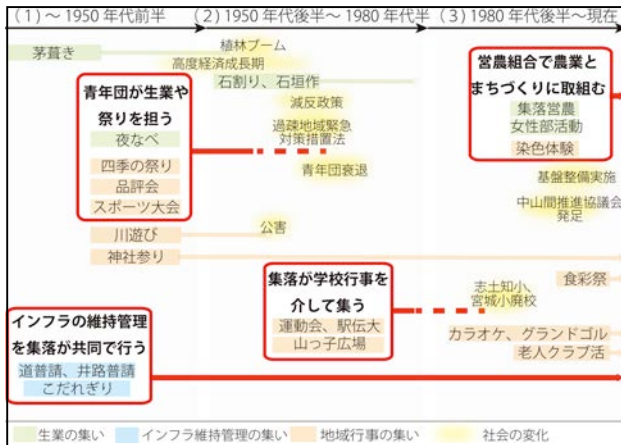 (1)～1950年代前半
(2)1950年代後半～1980年代半
(3)1980年代後半～現在
茅葺き
植林ブーム
高度経済成長期
石割り、石垣作
青年団が生業や
祭りを担う
夜なべ
四季の祭り
品評会
スポーツ大会
減反政策
過疎地域緊急
対策措置法
青年団衰退
営農組合で農業と
まちづくりに取組む
集落営農
女性部活動
染色体験
基盤整備実施
中山間推進協議会
発足
川遊び
公害
神社参り
集落が学校行事を
介して集う
運動会、駅伝大
山っ子広場
志土知小、
宮城小廃校
食彩祭
カラオケ、グランドゴル
老人クラブ活
インフラの維持管理
を集落が共同で行う
道普請、井路普請
こだれぎり
生業の集い
インフラ維持管理の集い
地域行事の集い
社会の変化